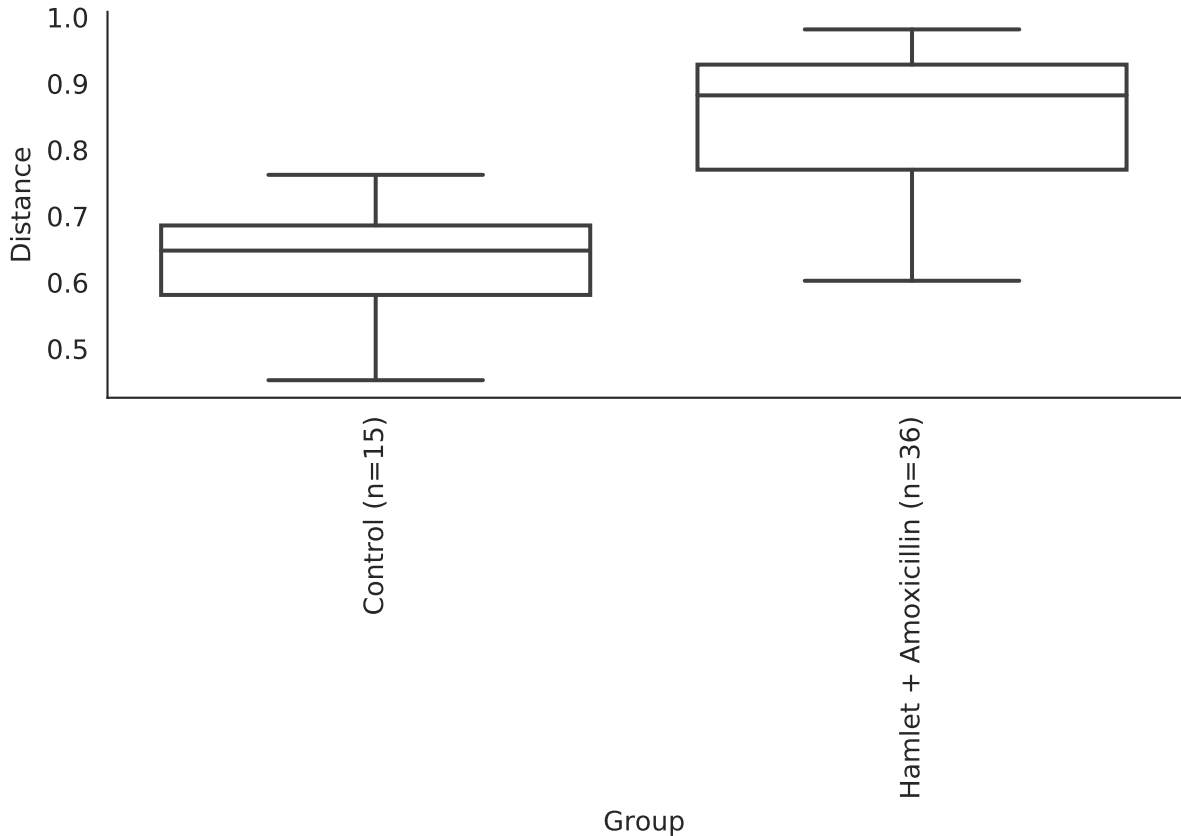 1.0
0.9
0.8
0.7
0.6
0.5
Distance
Control (n=15)
Hamlet + Amoxicillin (n=36)
Group